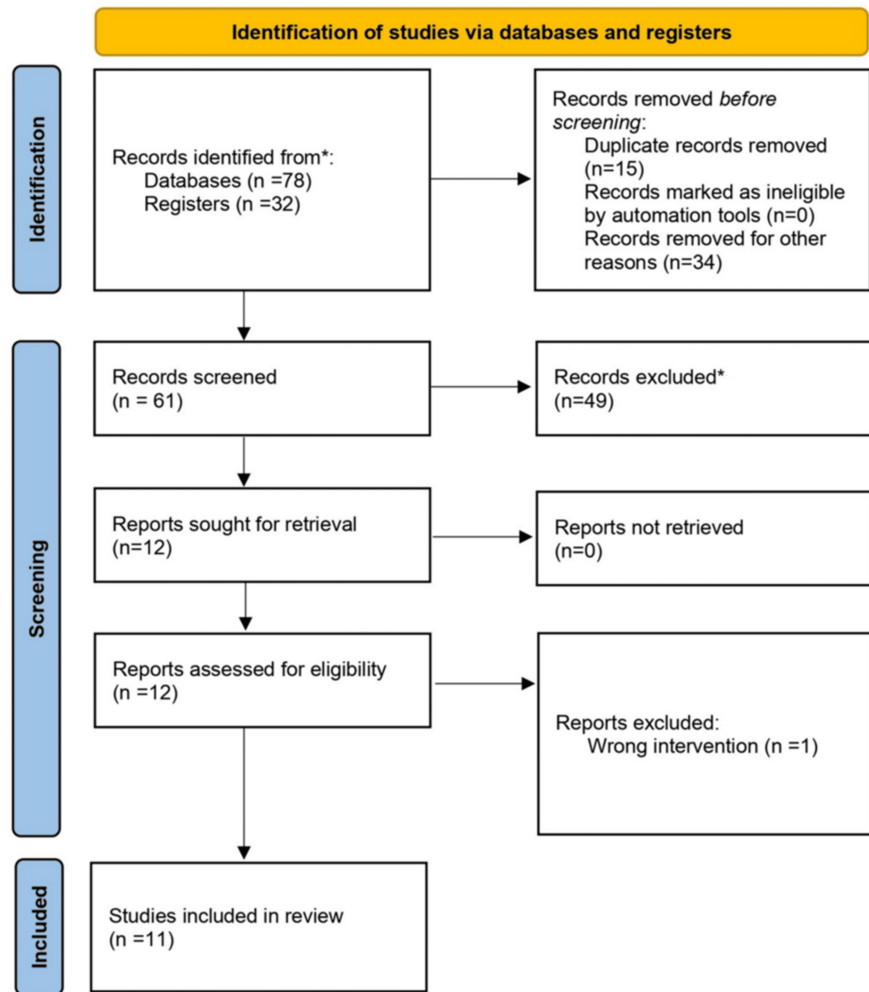 Identification of studies via databases and registers
Identification
Records identified from*:
Databases (n =78)
Registers (n =32)
Records removed before
screening:
Duplicate records removed
(n=15)
Records marked as ineligible
by automation tools (n=0)
Records removed for other
reasons (n=34)
Screening
Records screened
(n = 61)
Records excluded*
(n=49)
Reports sought for retrieval
(n=12)
Reports not retrieved
(n=0)
Reports assessed for eligibility
(n =12)
Reports excluded:
Wrong intervention (n =1)
Included
Studies included in review
(n =11)